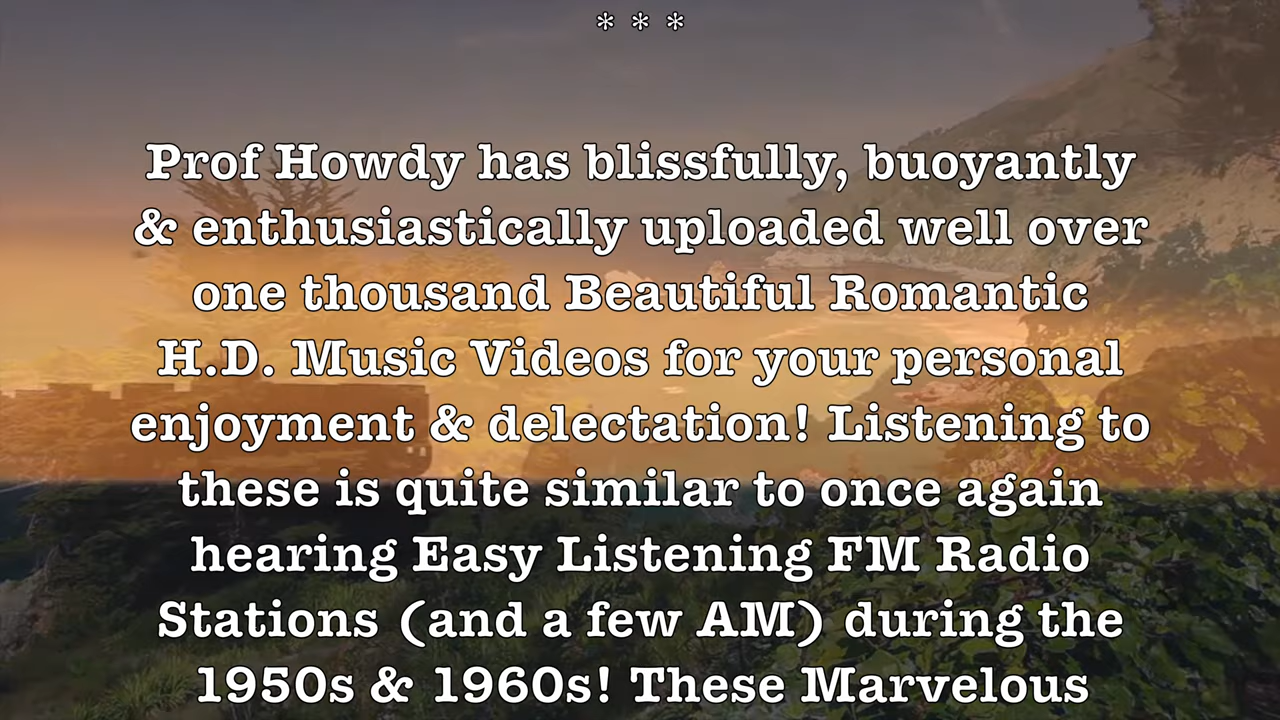 * * *
Prof Howdy has blissfully, buoyantly
& enthusiastically uploaded well over
one thousand Beautiful Romantic
H.D. Music Videos for your personal
enjoyment & delectation! Listening to
these is quite similar to once again
hearing Easy Listening FM Radio
Stations (and a few AM) during the
1950s & 1960s! These Marvelous